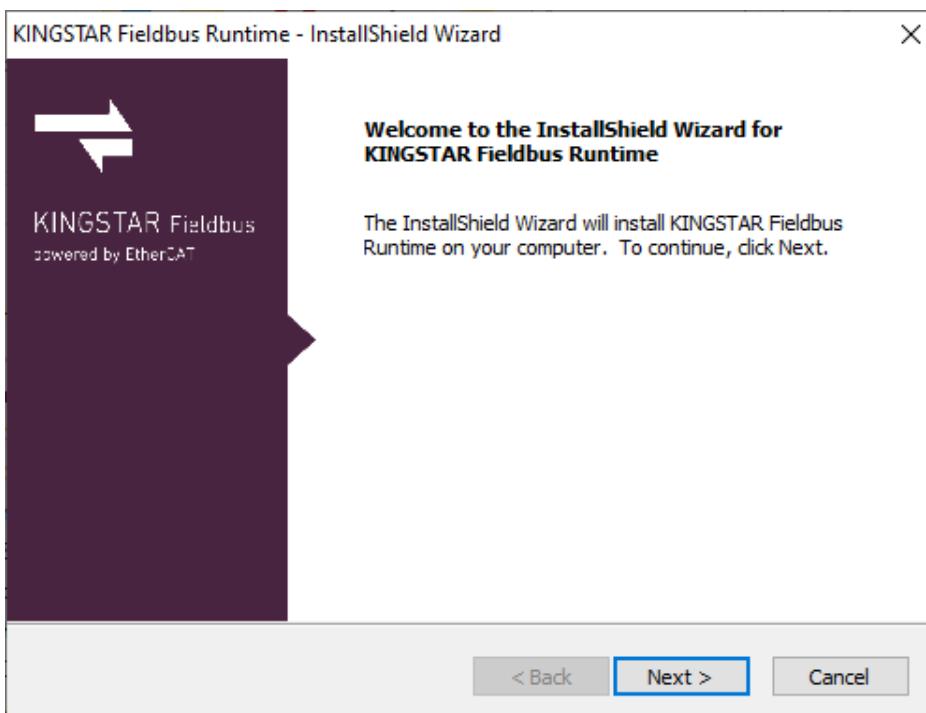 KINGSTAR Fieldbus Runtime - InstallShield Wizard
Welcome to the InstallShield Wizard for
KINGSTAR Fieldbus Runtime
KINGSTAR Fieldbus
powered by EtherCAT
The InstallShield Wizard will install KINGSTAR Fieldbus
Runtime on your computer.  To continue, click Next.
< Back
Next >
Cancel